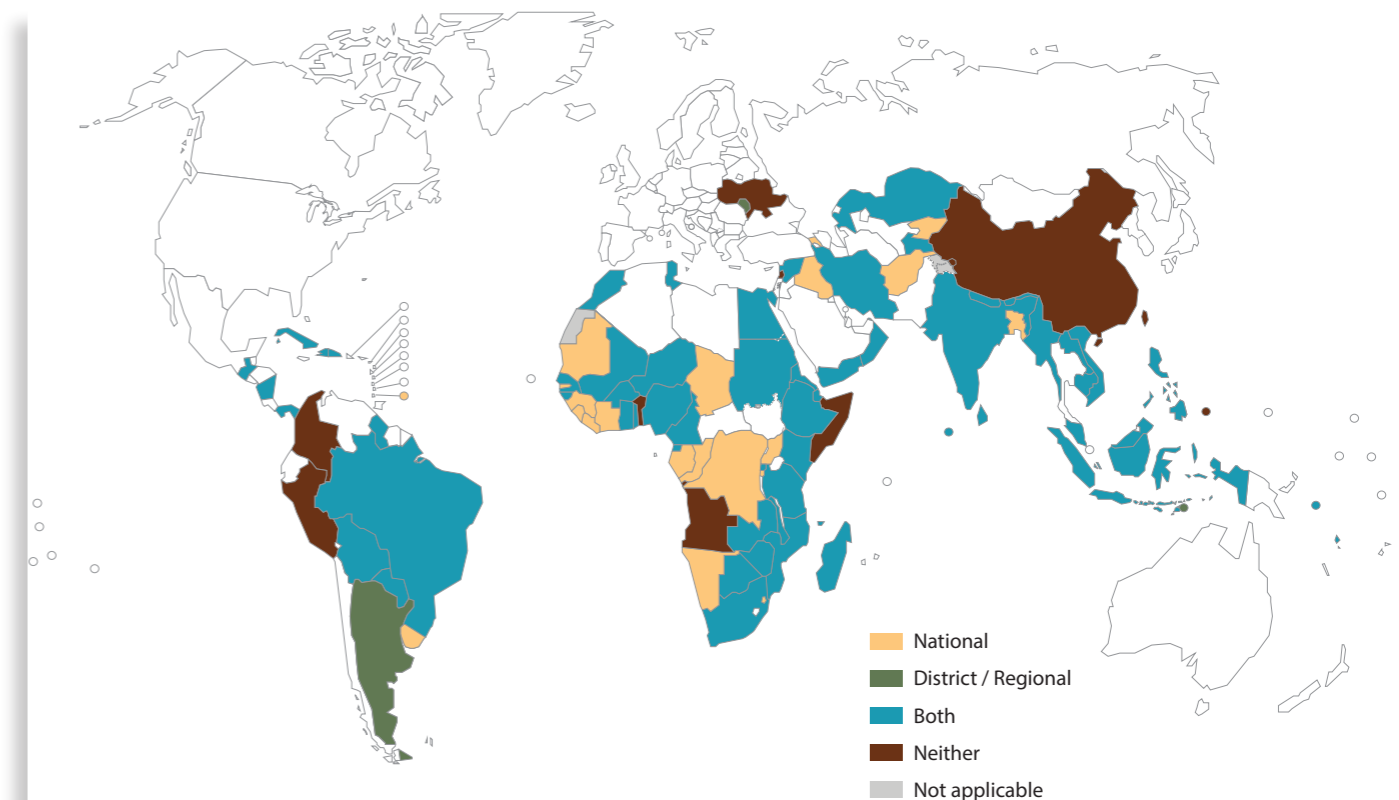 National
District / Regional
Both
Neither
Not applicable